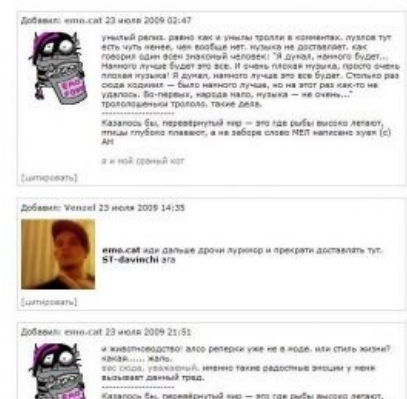 Добавил: emo.cat 23 июля 2009 02:47
унылый релиз. равно как и унылы тролли в комментах. лулзов тут
есть чуть менее, чем вообще нет. музыка не доставляет. как
говорил один всем знакомый человек: "Я думал, намного будет...
Намного лучше будет это все. И очень плохая музыка, просто очень
плохая музыка! Я думал, намного лучше это все будет. Столько раз
сюда ходили — было намного лучше, но на этот раз как-то не
удалось. Во-первых, народа мало, музыка — не очень..."
трололошеньки трололо. такие дела.
Казалось бы, перевёрнутый мир — это где рыбы высоко летают,
птицы глубоко плавают, а на заборе слово МЕЛ написано хуем (с)
АН
я и мой сраный кот
[цитировать]
Добавил: Venzel 23 июля 2009 14:35
emo.cat иди дальше дрочи луркмор и прекрати доставлять тут.
ST-davinchi ага
[цитировать]
Добавил: emo.cat 23 июля 2009 21:51
и животноводство! алсо реперки уже не в моде. или стиль жизни?
какая...... жаль.
вас сюда, уважаемый. именно такие радостные эмоции у меня
вызывает данный тред.
Казалось бы, перевёрнутый мир — это где рыбы высоко летают,